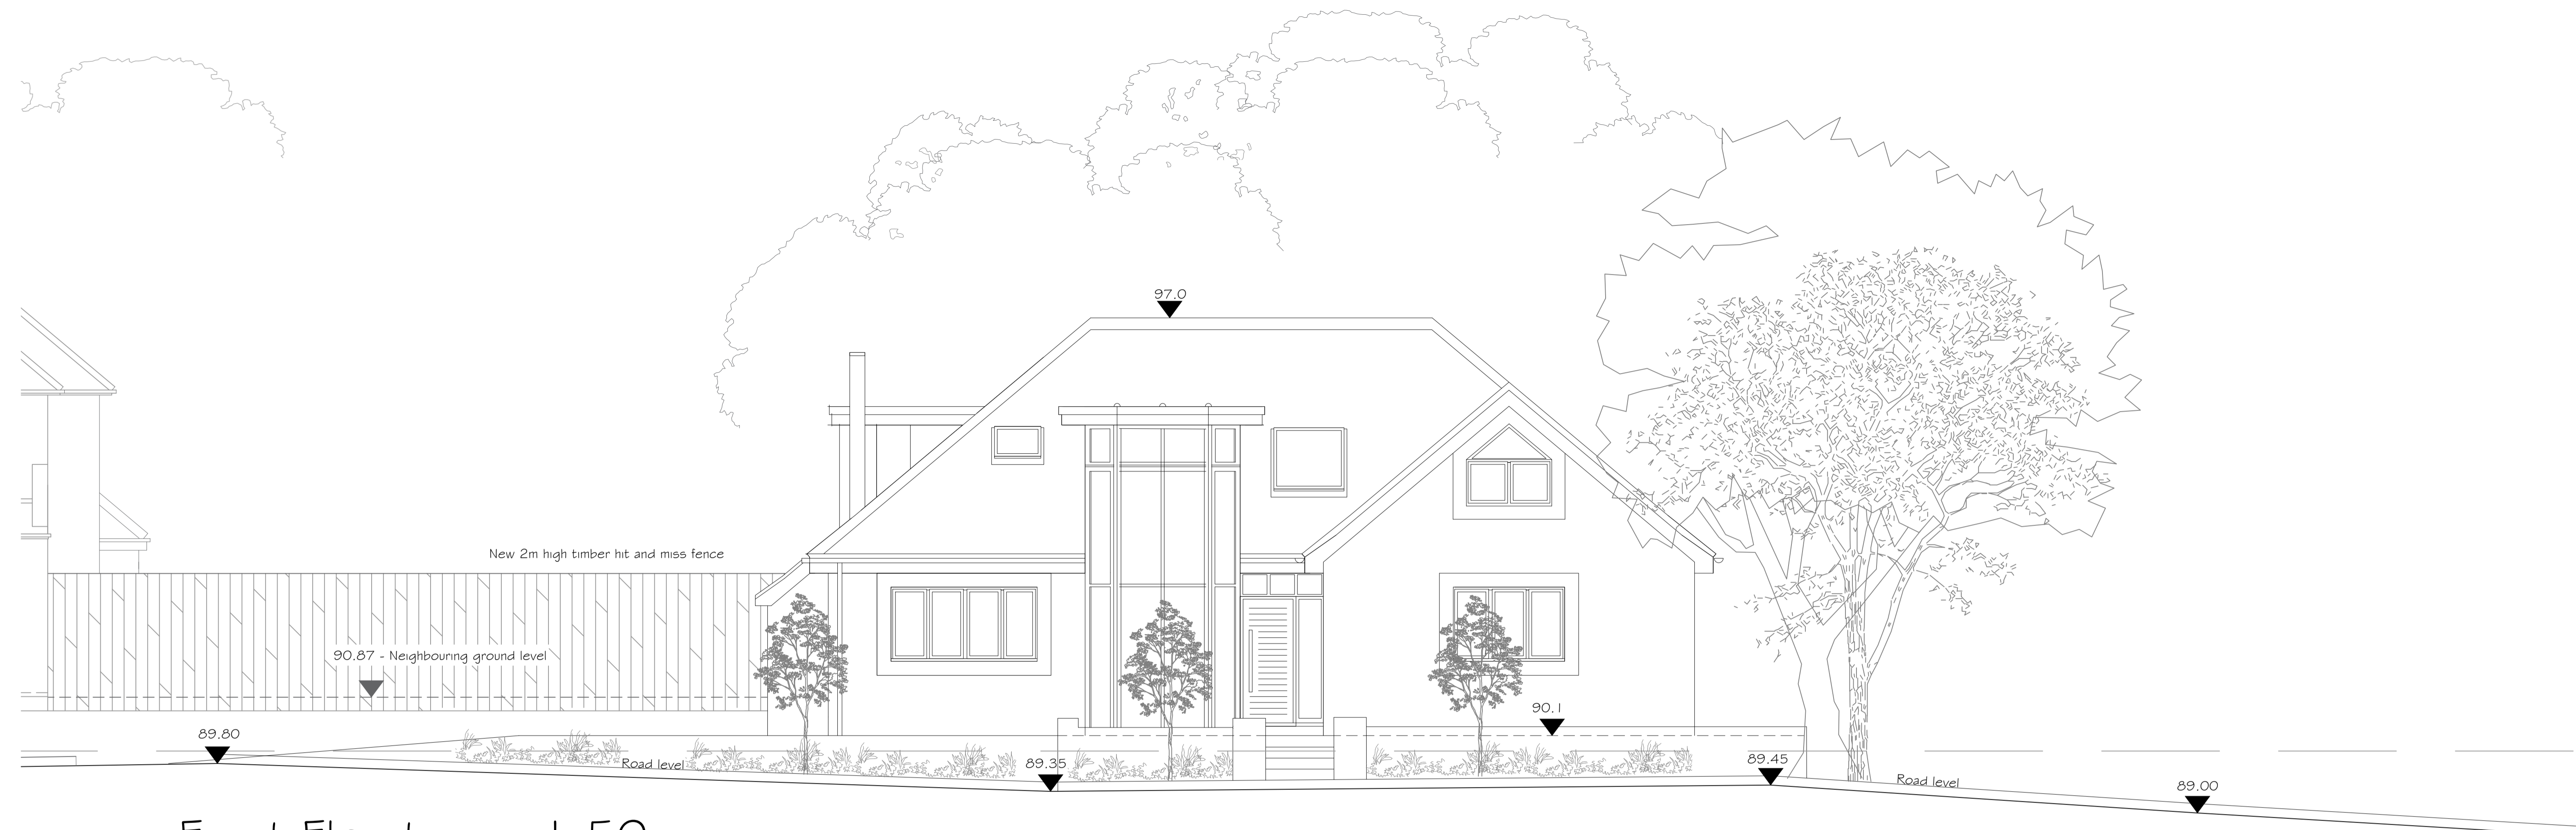 97.0
New 2m high timber hit and miss fence
90.87 - Neighbouring ground level
90.1
89.80
Road level
89.35
89.45
Road level
89.00